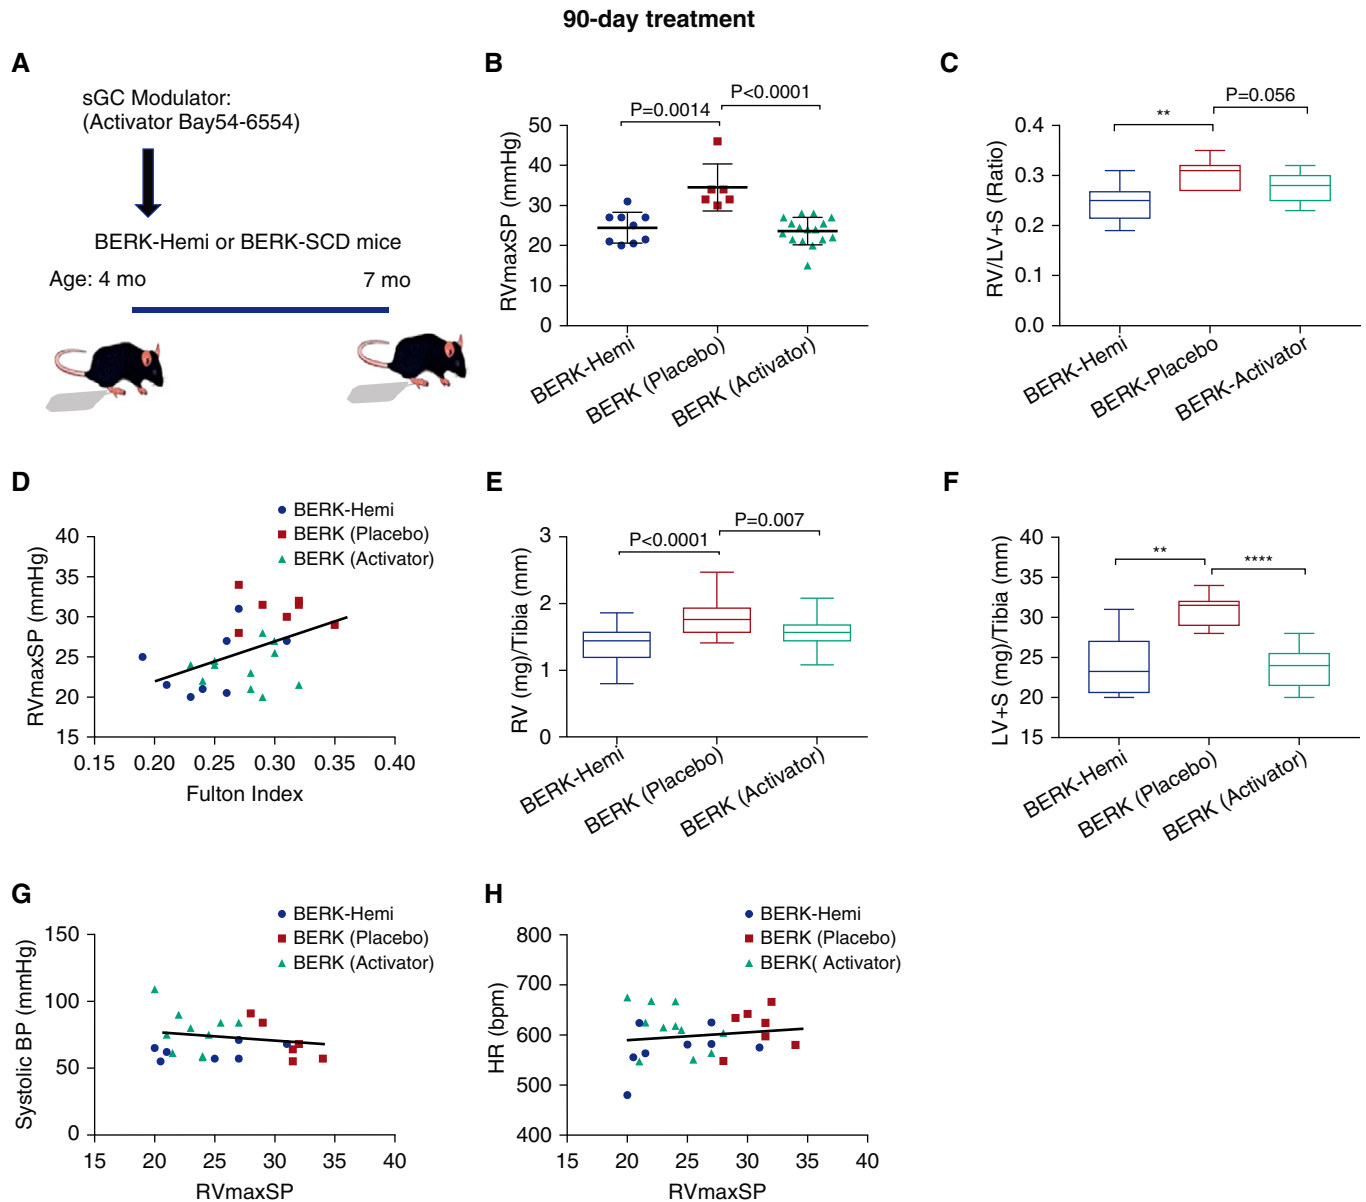 90-day treatment
A
sGC Modulator:
(Activator Bay54-6554)
BERK-Hemi or BERK-SCD mice
Age: 4 mo
7 mo
B
P=0.0014
P<0.0001
RVmaxSP (mmHg)
50
40
30
20
10
0
BERK-Hemi
BERK (Placebo)
BERK (Activator)
C
**
P=0.056
RV/LV+S (Ratio)
0.4
0.3
0.2
0.1
0.0
BERK-Hemi
BERK-Placebo
BERK-Activator
D
BERK-Hemi
BERK (Placebo)
BERK (Activator)
RVmaxSP (mmHg)
40
35
30
25
20
15
0.15 0.20 0.25 0.30 0.35 0.40
Fulton Index
E
P<0.0001
P=0.007
RV (mg)/Tibia (mm)
3
2
1
0
BERK-Hemi
BERK (Placebo)
BERK (Activator)
F
**
****
LV+S (mg)/Tibia (mm)
40
35
30
25
20
15
BERK-Hemi
BERK (Placebo)
BERK (Activator)
G
BERK-Hemi
BERK (Placebo)
BERK (Activator)
Systolic BP (mmHg)
150
100
50
0
15 20 25 30 35 40
RVmaxSP
H
BERK-Hemi
BERK (Placebo)
BERK( Activator)
HR (bpm)
800
700
600
500
400
15 20 25 30 35 40
RVmaxSP